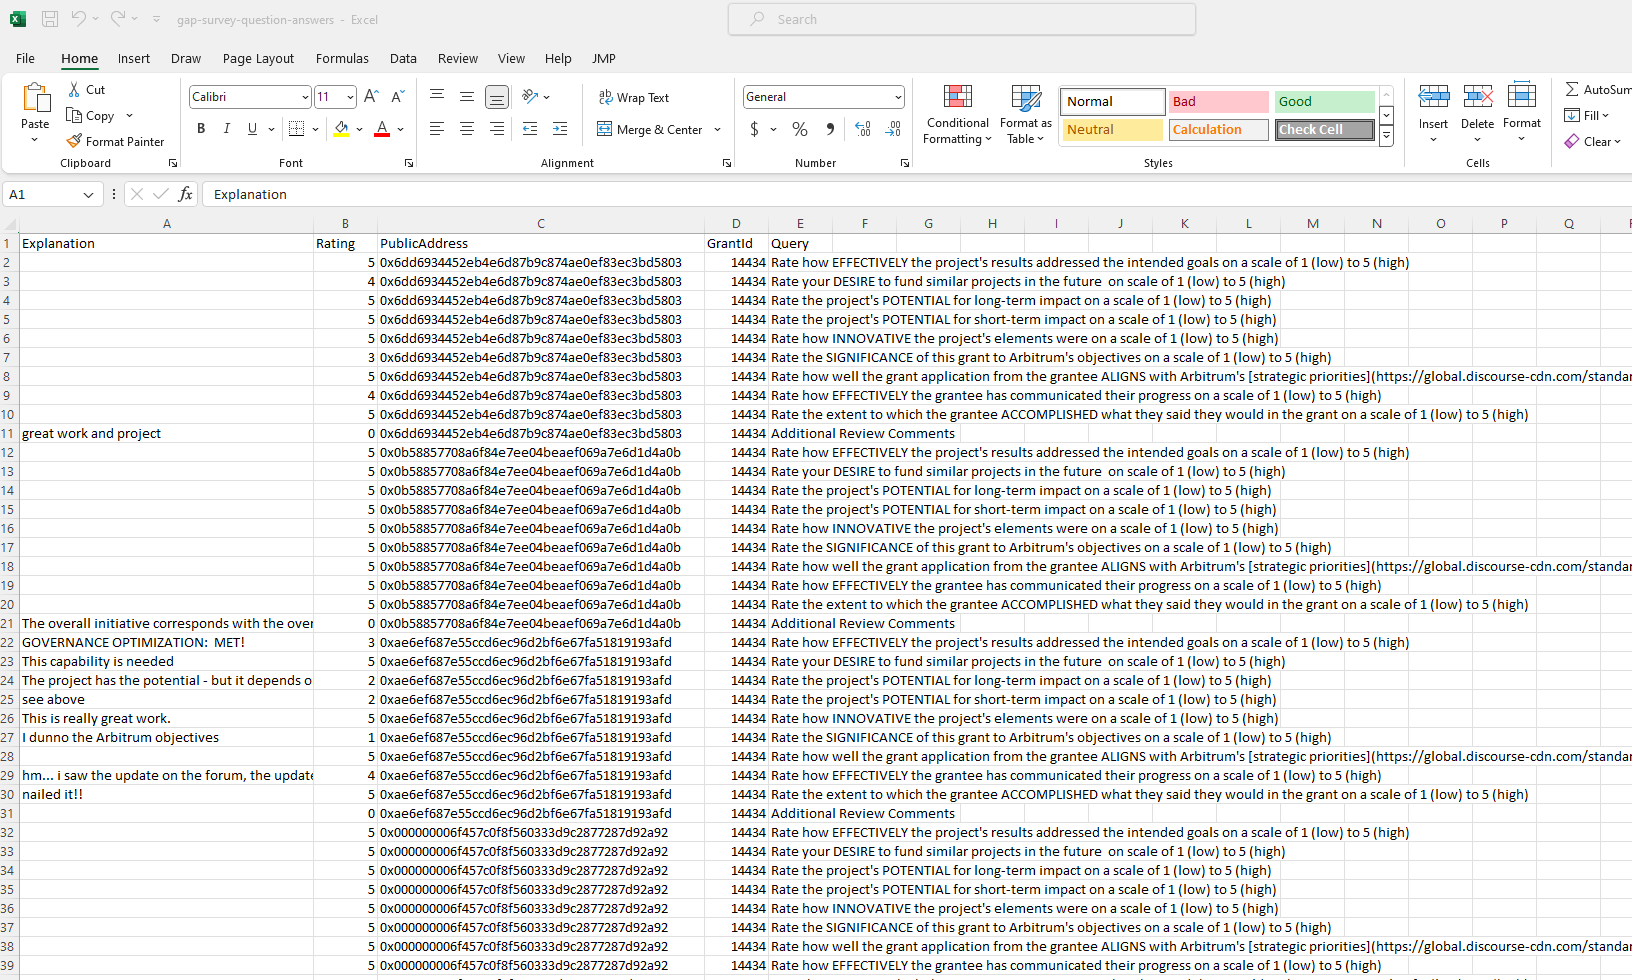 gap-survey-question-answers - Excel
Search
File Home Insert Draw Page Layout Formulas Data Review View Help JMP
Paste
Cut
Copy
Format Painter
Clipboard
Calibri 11
B I U
Font
Wrap Text
Merge & Center
Alignment
General
$ % 9
Number
Conditional Formatting
Format as Table
Normal Bad Good
Neutral Calculation Check Cell
Styles
Insert Delete Format
Cells
AutoSum
Fill
Clear
A1 fx Explanation
A B C D E F G H I J K L M N O P Q
1 Explanation Rating PublicAddress GrantId Query
2 5 0x6dd6934452eb4e6d87b9c874ae0ef83ec3bd5803 14434 Rate how EFFECTIVELY the project's results addressed the intended goals on a scale of 1 (low) to 5 (high)
3 4 0x6dd6934452eb4e6d87b9c874ae0ef83ec3bd5803 14434 Rate your DESIRE to fund similar projects in the future on scale of 1 (low) to 5 (high)
4 5 0x6dd6934452eb4e6d87b9c874ae0ef83ec3bd5803 14434 Rate the project's POTENTIAL for long-term impact on a scale of 1 (low) to 5 (high)
5 5 0x6dd6934452eb4e6d87b9c874ae0ef83ec3bd5803 14434 Rate the project's POTENTIAL for short-term impact on a scale of 1 (low) to 5 (high)
6 5 0x6dd6934452eb4e6d87b9c874ae0ef83ec3bd5803 14434 Rate how INNOVATIVE the project's elements were on a scale of 1 (low) to 5 (high)
7 3 0x6dd6934452eb4e6d87b9c874ae0ef83ec3bd5803 14434 Rate the SIGNIFICANCE of this grant to Arbitrum's objectives on a scale of 1 (low) to 5 (high)
8 5 0x6dd6934452eb4e6d87b9c874ae0ef83ec3bd5803 14434 Rate how well the grant application from the grantee ALIGNS with Arbitrum's [strategic priorities](https://global.discourse-cdn.com/standar
9 4 0x6dd6934452eb4e6d87b9c874ae0ef83ec3bd5803 14434 Rate how EFFECTIVELY the grantee has communicated their progress on a scale of 1 (low) to 5 (high)
10 5 0x6dd6934452eb4e6d87b9c874ae0ef83ec3bd5803 14434 Rate the extent to which the grantee ACCOMPLISHED what they said they would in the grant on a scale of 1 (low) to 5 (high)
11 great work and project 0 0x6dd6934452eb4e6d87b9c874ae0ef83ec3bd5803 14434 Additional Review Comments
12 5 0x0b58857708a6f84e7ee04beaef069a7e6d1d4a0b 14434 Rate how EFFECTIVELY the project's results addressed the intended goals on a scale of 1 (low) to 5 (high)
13 5 0x0b58857708a6f84e7ee04beaef069a7e6d1d4a0b 14434 Rate your DESIRE to fund similar projects in the future on scale of 1 (low) to 5 (high)
14 5 0x0b58857708a6f84e7ee04beaef069a7e6d1d4a0b 14434 Rate the project's POTENTIAL for long-term impact on a scale of 1 (low) to 5 (high)
15 5 0x0b58857708a6f84e7ee04beaef069a7e6d1d4a0b 14434 Rate the project's POTENTIAL for short-term impact on a scale of 1 (low) to 5 (high)
16 5 0x0b58857708a6f84e7ee04beaef069a7e6d1d4a0b 14434 Rate how INNOVATIVE the project's elements were on a scale of 1 (low) to 5 (high)
17 5 0x0b58857708a6f84e7ee04beaef069a7e6d1d4a0b 14434 Rate the SIGNIFICANCE of this grant to Arbitrum's objectives on a scale of 1 (low) to 5 (high)
18 5 0x0b58857708a6f84e7ee04beaef069a7e6d1d4a0b 14434 Rate how well the grant application from the grantee ALIGNS with Arbitrum's [strategic priorities](https://global.discourse-cdn.com/standar
19 5 0x0b58857708a6f84e7ee04beaef069a7e6d1d4a0b 14434 Rate how EFFECTIVELY the grantee has communicated their progress on a scale of 1 (low) to 5 (high)
20 5 0x0b58857708a6f84e7ee04beaef069a7e6d1d4a0b 14434 Rate the extent to which the grantee ACCOMPLISHED what they said they would in the grant on a scale of 1 (low) to 5 (high)
21 The overall initiative corresponds with the over 0 0x0b58857708a6f84e7ee04beaef069a7e6d1d4a0b 14434 Additional Review Comments
22 GOVERNANCE OPTIMIZATION: MET! 3 0xae6ef687e55ccd6ec96d2bf6e67fa51819193afd 14434 Rate how EFFECTIVELY the project's results addressed the intended goals on a scale of 1 (low) to 5 (high)
23 This capability is needed 5 0xae6ef687e55ccd6ec96d2bf6e67fa51819193afd 14434 Rate your DESIRE to fund similar projects in the future on scale of 1 (low) to 5 (high)
24 The project has the potential - but it depends o 2 0xae6ef687e55ccd6ec96d2bf6e67fa51819193afd 14434 Rate the project's POTENTIAL for long-term impact on a scale of 1 (low) to 5 (high)
25 see above 2 0xae6ef687e55ccd6ec96d2bf6e67fa51819193afd 14434 Rate the project's POTENTIAL for short-term impact on a scale of 1 (low) to 5 (high)
26 This is really great work. 5 0xae6ef687e55ccd6ec96d2bf6e67fa51819193afd 14434 Rate how INNOVATIVE the project's elements were on a scale of 1 (low) to 5 (high)
27 I dunno the Arbitrum objectives 1 0xae6ef687e55ccd6ec96d2bf6e67fa51819193afd 14434 Rate the SIGNIFICANCE of this grant to Arbitrum's objectives on a scale of 1 (low) to 5 (high)
28 5 0xae6ef687e55ccd6ec96d2bf6e67fa51819193afd 14434 Rate how well the grant application from the grantee ALIGNS with Arbitrum's [strategic priorities](https://global.discourse-cdn.com/standar
29 hm... i saw the update on the forum, the update 4 0xae6ef687e55ccd6ec96d2bf6e67fa51819193afd 14434 Rate how EFFECTIVELY the grantee has communicated their progress on a scale of 1 (low) to 5 (high)
30 nailed it!! 5 0xae6ef687e55ccd6ec96d2bf6e67fa51819193afd 14434 Rate the extent to which the grantee ACCOMPLISHED what they said they would in the grant on a scale of 1 (low) to 5 (high)
31 0 0xae6ef687e55ccd6ec96d2bf6e67fa51819193afd 14434 Additional Review Comments
32 5 0x000000006f457c0f8f560333d9c2877287d92a92 14434 Rate how EFFECTIVELY the project's results addressed the intended goals on a scale of 1 (low) to 5 (high)
33 5 0x000000006f457c0f8f560333d9c2877287d92a92 14434 Rate your DESIRE to fund similar projects in the future on scale of 1 (low) to 5 (high)
34 5 0x000000006f457c0f8f560333d9c2877287d92a92 14434 Rate the project's POTENTIAL for long-term impact on a scale of 1 (low) to 5 (high)
35 5 0x000000006f457c0f8f560333d9c2877287d92a92 14434 Rate the project's POTENTIAL for short-term impact on a scale of 1 (low) to 5 (high)
36 5 0x000000006f457c0f8f560333d9c2877287d92a92 14434 Rate how INNOVATIVE the project's elements were on a scale of 1 (low) to 5 (high)
37 5 0x000000006f457c0f8f560333d9c2877287d92a92 14434 Rate the SIGNIFICANCE of this grant to Arbitrum's objectives on a scale of 1 (low) to 5 (high)
38 5 0x000000006f457c0f8f560333d9c2877287d92a92 14434 Rate how well the grant application from the grantee ALIGNS with Arbitrum's [strategic priorities](https://global.discourse-cdn.com/standar
39 5 0x000000006f457c0f8f560333d9c2877287d92a92 14434 Rate how EFFECTIVELY the grantee has communicated their progress on a scale of 1 (low) to 5 (high)